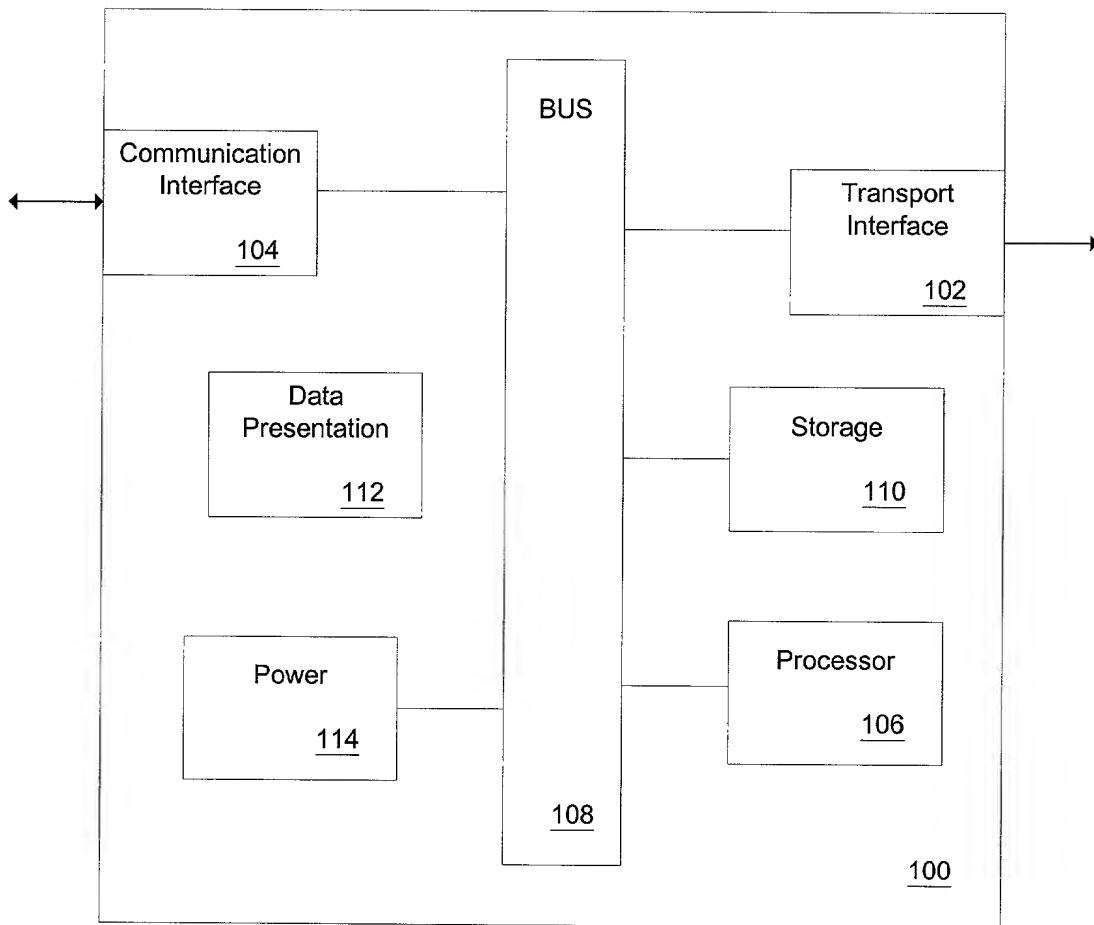 BUS
Communication
Interface
104
Transport
Interface
102
Data
Presentation
112
Storage
110
Power
114
Processor
106
108
100